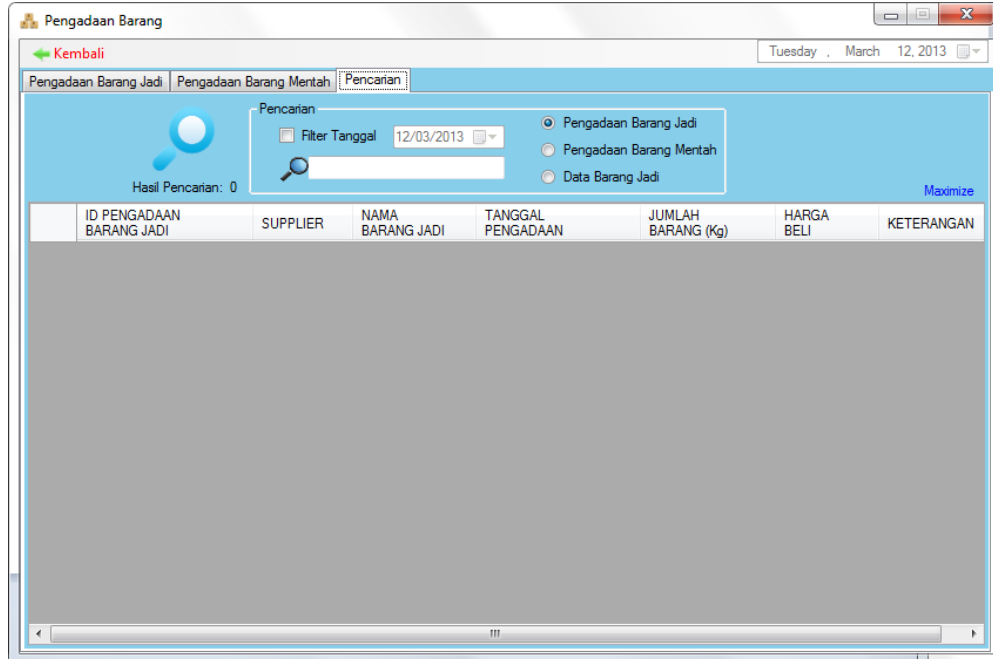 Pengadaan Barang
Kembali
Tuesday , March 12, 2013
Pengadaan Barang Jadi Pengadaan Barang Mentah Pencarian
Pencarian
Filter Tanggal 12/03/2013
Pengadaan Barang Jadi
Pengadaan Barang Mentah
Data Barang Jadi
Hasil Pencarian: 0
Maximize
ID PENGADAAN
BARANG JADI
SUPPLIER
NAMA
BARANG JADI
TANGGAL
PENGADAAN
JUMLAH
BARANG (Kg)
HARGA
BELI
KETERANGAN